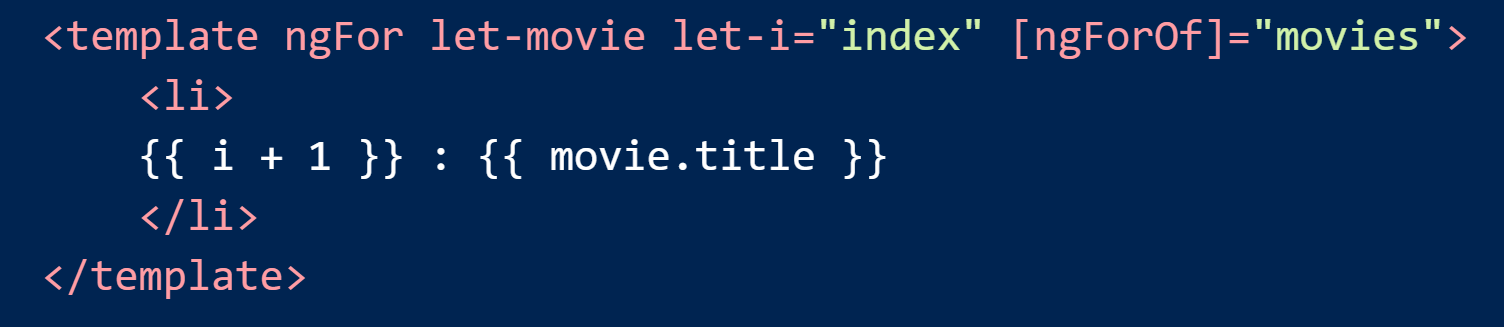 <template ngFor let-movie let-i="index" [ngForOf]="movies">
<li>
{{ i + 1 }} : {{ movie.title }}
</li>
</template>